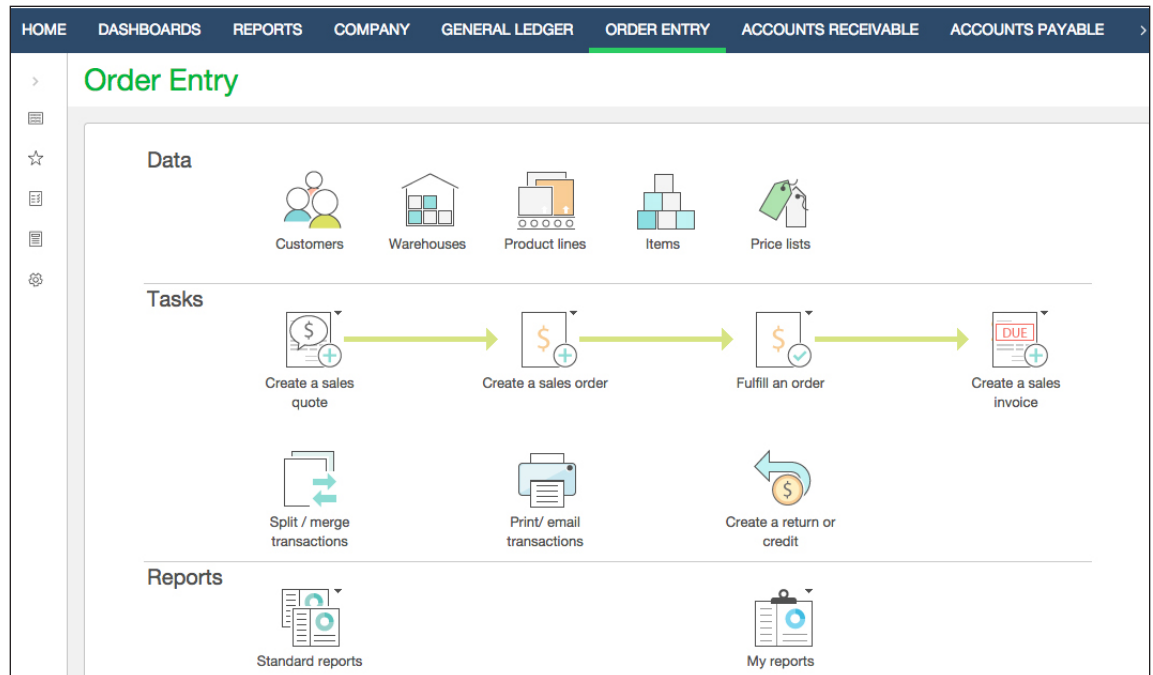 HOME DASHBOARDS REPORTS COMPANY GENERAL LEDGER ORDER ENTRY ACCOUNTS RECEIVABLE ACCOUNTS PAYABLE
Order Entry
Data
Customers Warehouses Product lines Items Price lists
Tasks
$ $ $ DUE
Create a sales quote
Create a sales order
Fulfill an order
Create a sales invoice
$
Split / merge transactions
Print/ email transactions
Create a return or credit
Reports
Standard reports My reports